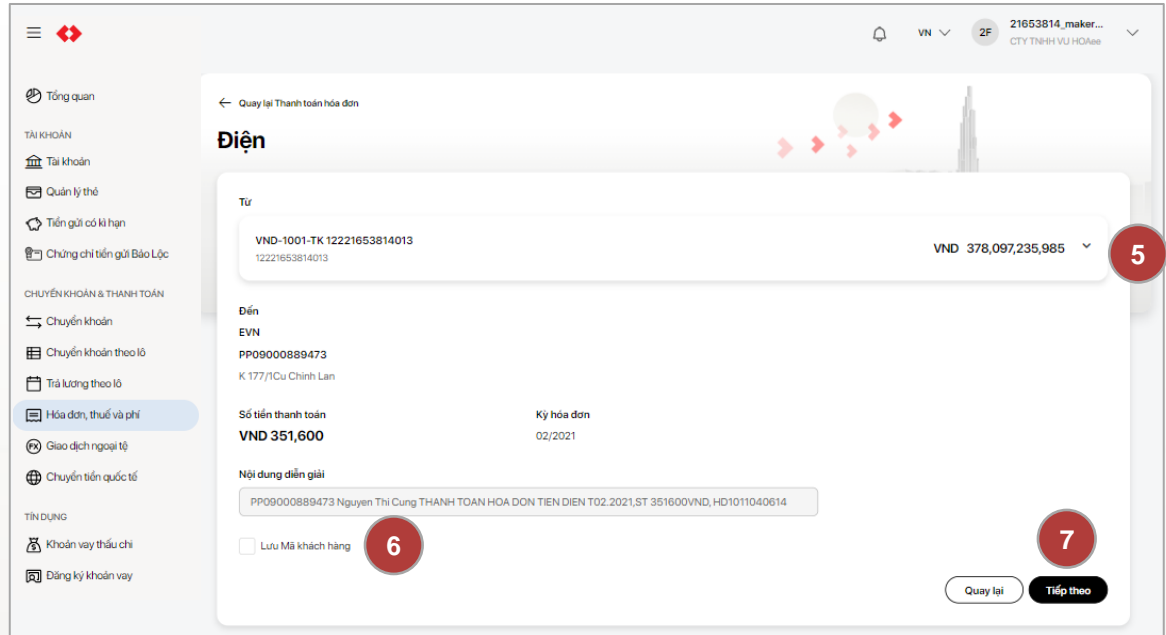 VN
2F
21653814_maker...
CTY TNHH VU HOAee
Tổng quan
TÀI KHOẢN
Tài khoản
Quản lý thẻ
Tiền gửi có kì hạn
Chứng chỉ tiền gửi Bảo Lộc
CHUYỂN KHOẢN & THANH TOÁN
Chuyển khoản
Chuyển khoản theo lô
Trả lương theo lô
Hóa đơn, thuế và phí
FX Giao dịch ngoại tệ
Chuyển tiền quốc tế
TÍN DỤNG
Khoản vay thấu chi
Đăng ký khoản vay
Quay lại Thanh toán hóa đơn
Điện
Từ
VND-1001-TK 12221653814013
12221653814013
VND 378,097,235,985
5
Đến
EVN
PP09000889473
K 177/1Cu Chinh Lan
Số tiền thanh toán
VND 351,600
Kỳ hóa đơn
02/2021
Nội dung diễn giải
PP09000889473 Nguyen Thi Cung THANH TOAN HOA DON TIEN DIEN T02.2021,ST 351600VND, HD1011040614
Lưu Mã khách hàng
6
7
Quay lại
Tiếp theo